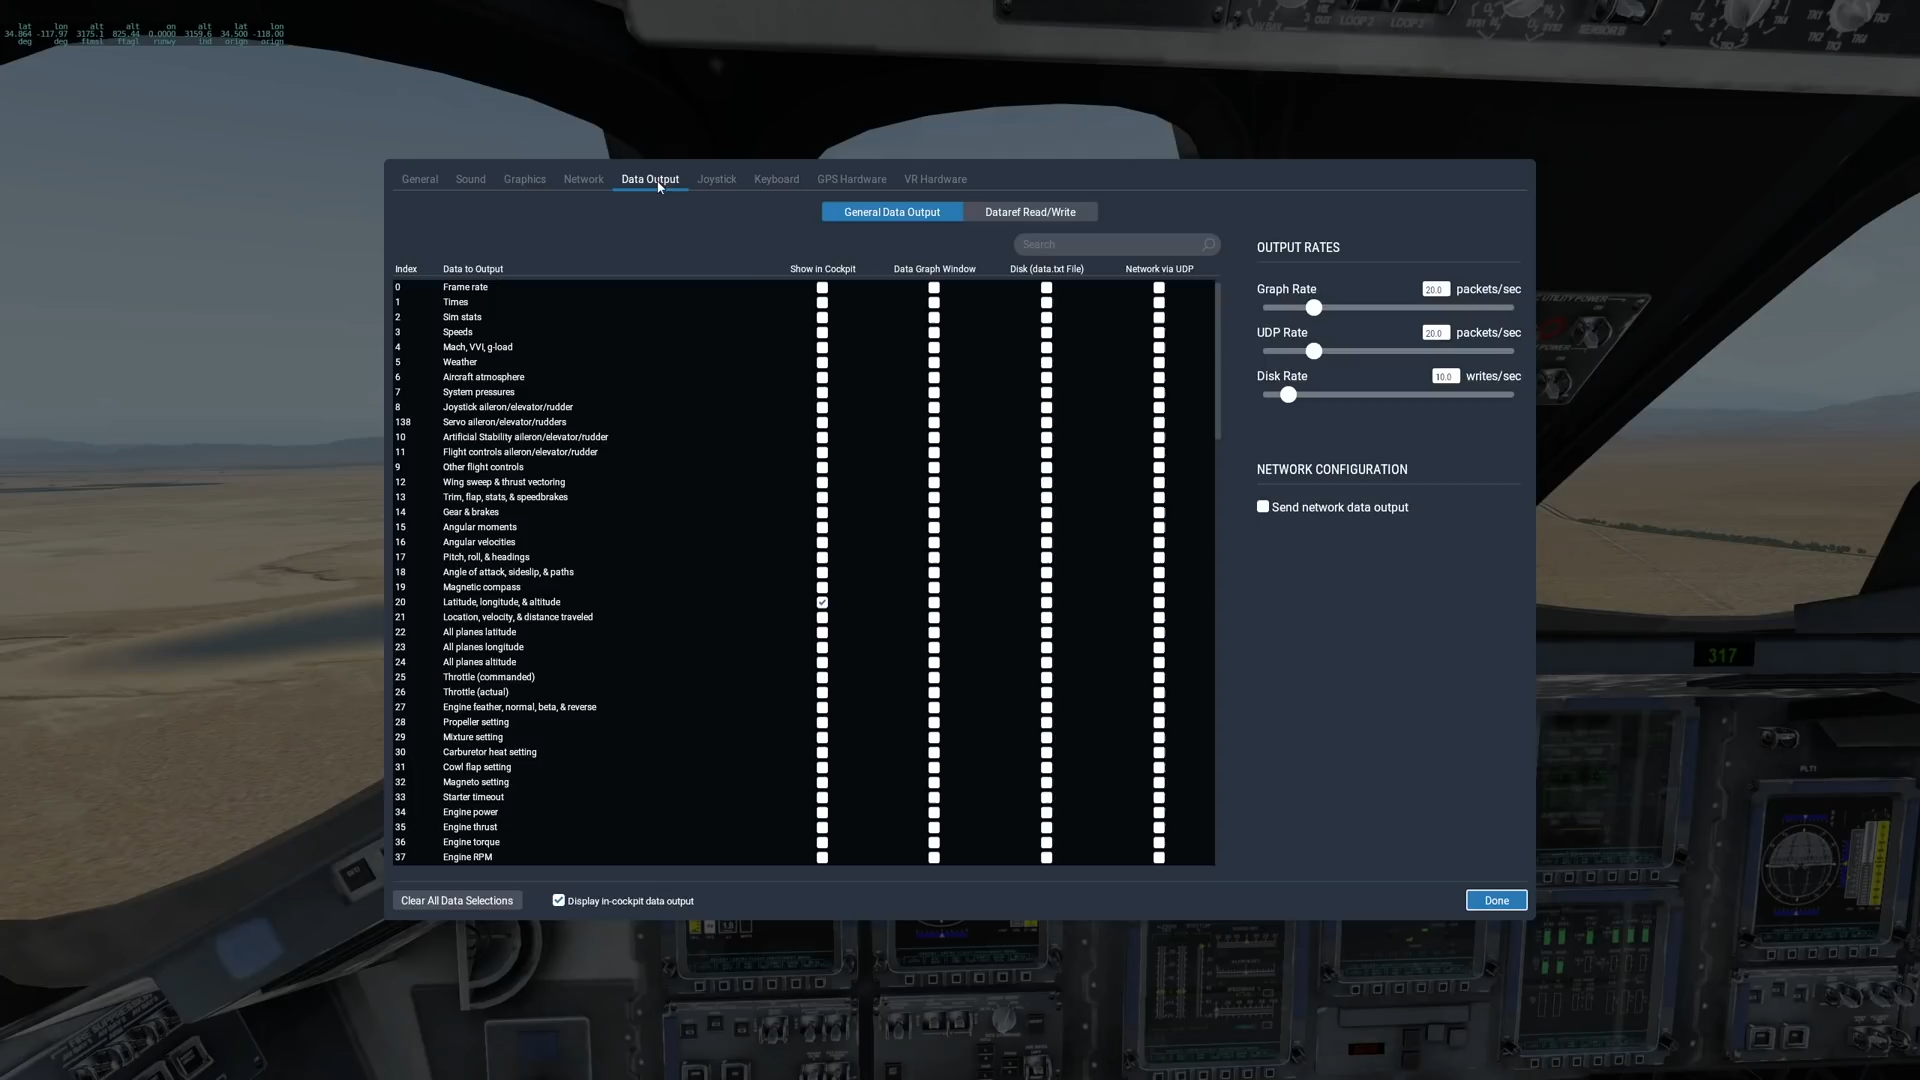 lat lon alt alt on alt lat lon
34.864 -117.97 3175.1 825.44 0.0000 3159.6 34.500 -118.00
deg deg ftmsl ftagl runwy ind orign orign
General Sound Graphics Network Data Output Joystick Keyboard GPS Hardware VR Hardware
General Data Output Dataref Read/Write
Search
Index Data to Output Show in Cockpit Data Graph Window Disk (data.txt File) Network via UDP
0 Frame rate
1 Times
2 Sim stats
3 Speeds
4 Mach, VVI, g-load
5 Weather
6 Aircraft atmosphere
7 System pressures
8 Joystick aileron/elevator/rudder
138 Servo aileron/elevator/rudders
10 Artificial Stability aileron/elevator/rudder
11 Flight controls aileron/elevator/rudder
9 Other flight controls
12 Wing sweep & thrust vectoring
13 Trim, flap, stats, & speedbrakes
14 Gear & brakes
15 Angular moments
16 Angular velocities
17 Pitch, roll, & headings
18 Angle of attack, sideslip, & paths
19 Magnetic compass
20 Latitude, longitude, & altitude
21 Location, velocity, & distance traveled
22 All planes latitude
23 All planes longitude
24 All planes altitude
25 Throttle (commanded)
26 Throttle (actual)
27 Engine feather, normal, beta, & reverse
28 Propeller setting
29 Mixture setting
30 Carburetor heat setting
31 Cowl flap setting
32 Magneto setting
33 Starter timeout
34 Engine power
35 Engine thrust
36 Engine torque
37 Engine RPM
OUTPUT RATES
Graph Rate 20.0 packets/sec
UDP Rate 20.0 packets/sec
Disk Rate 10.0 writes/sec
NETWORK CONFIGURATION
Send network data output
Clear All Data Selections Display in-cockpit data output Done
LOOP 2 LOOP 2
UTILITY POWER
317
PLT1